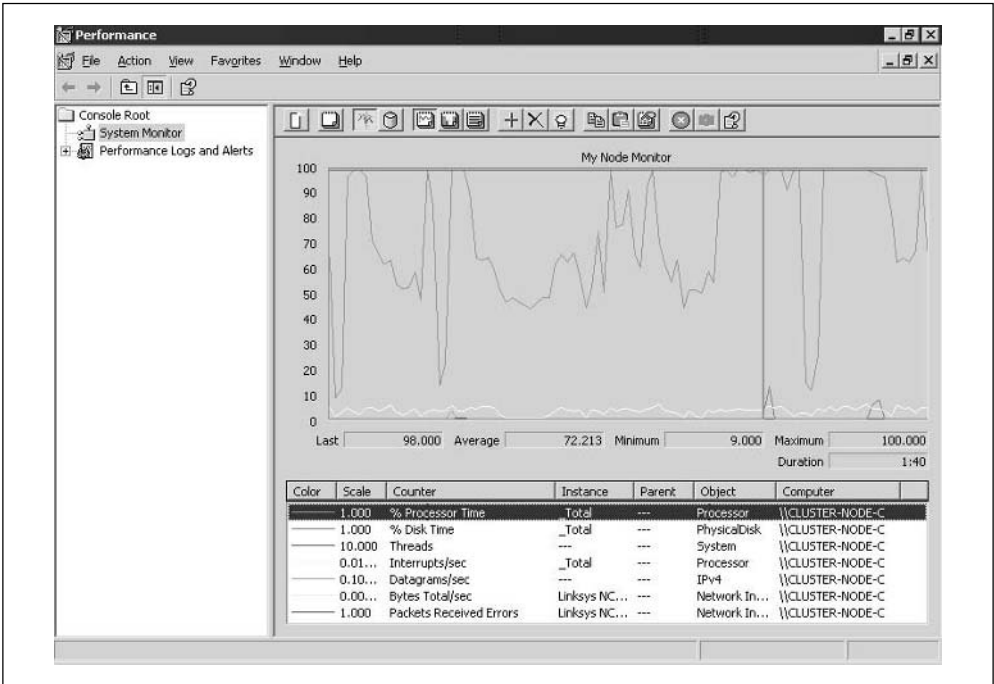 Performance
File Action View Favorites Window Help
Console Root
System Monitor
Performance Logs and Alerts
My Node Monitor
100
90
80
70
60
50
40
30
20
10
0
Last 98.000 Average 72.213 Minimum 9.000 Maximum 100.000
Duration 1:40
Color Scale Counter Instance Parent Object Computer
1.000 % Processor Time _Total --- Processor \\CLUSTER-NODE-C
1.000 % Disk Time _Total --- PhysicalDisk \\CLUSTER-NODE-C
10.000 Threads --- --- System \\CLUSTER-NODE-C
0.01... Interrupts/sec _Total --- Processor \\CLUSTER-NODE-C
0.10... Datagrams/sec --- --- IPv4 \\CLUSTER-NODE-C
0.00... Bytes Total/sec Linksys NC... --- Network In... \\CLUSTER-NODE-C
1.000 Packets Received Errors Linksys NC... --- Network In... \\CLUSTER-NODE-C